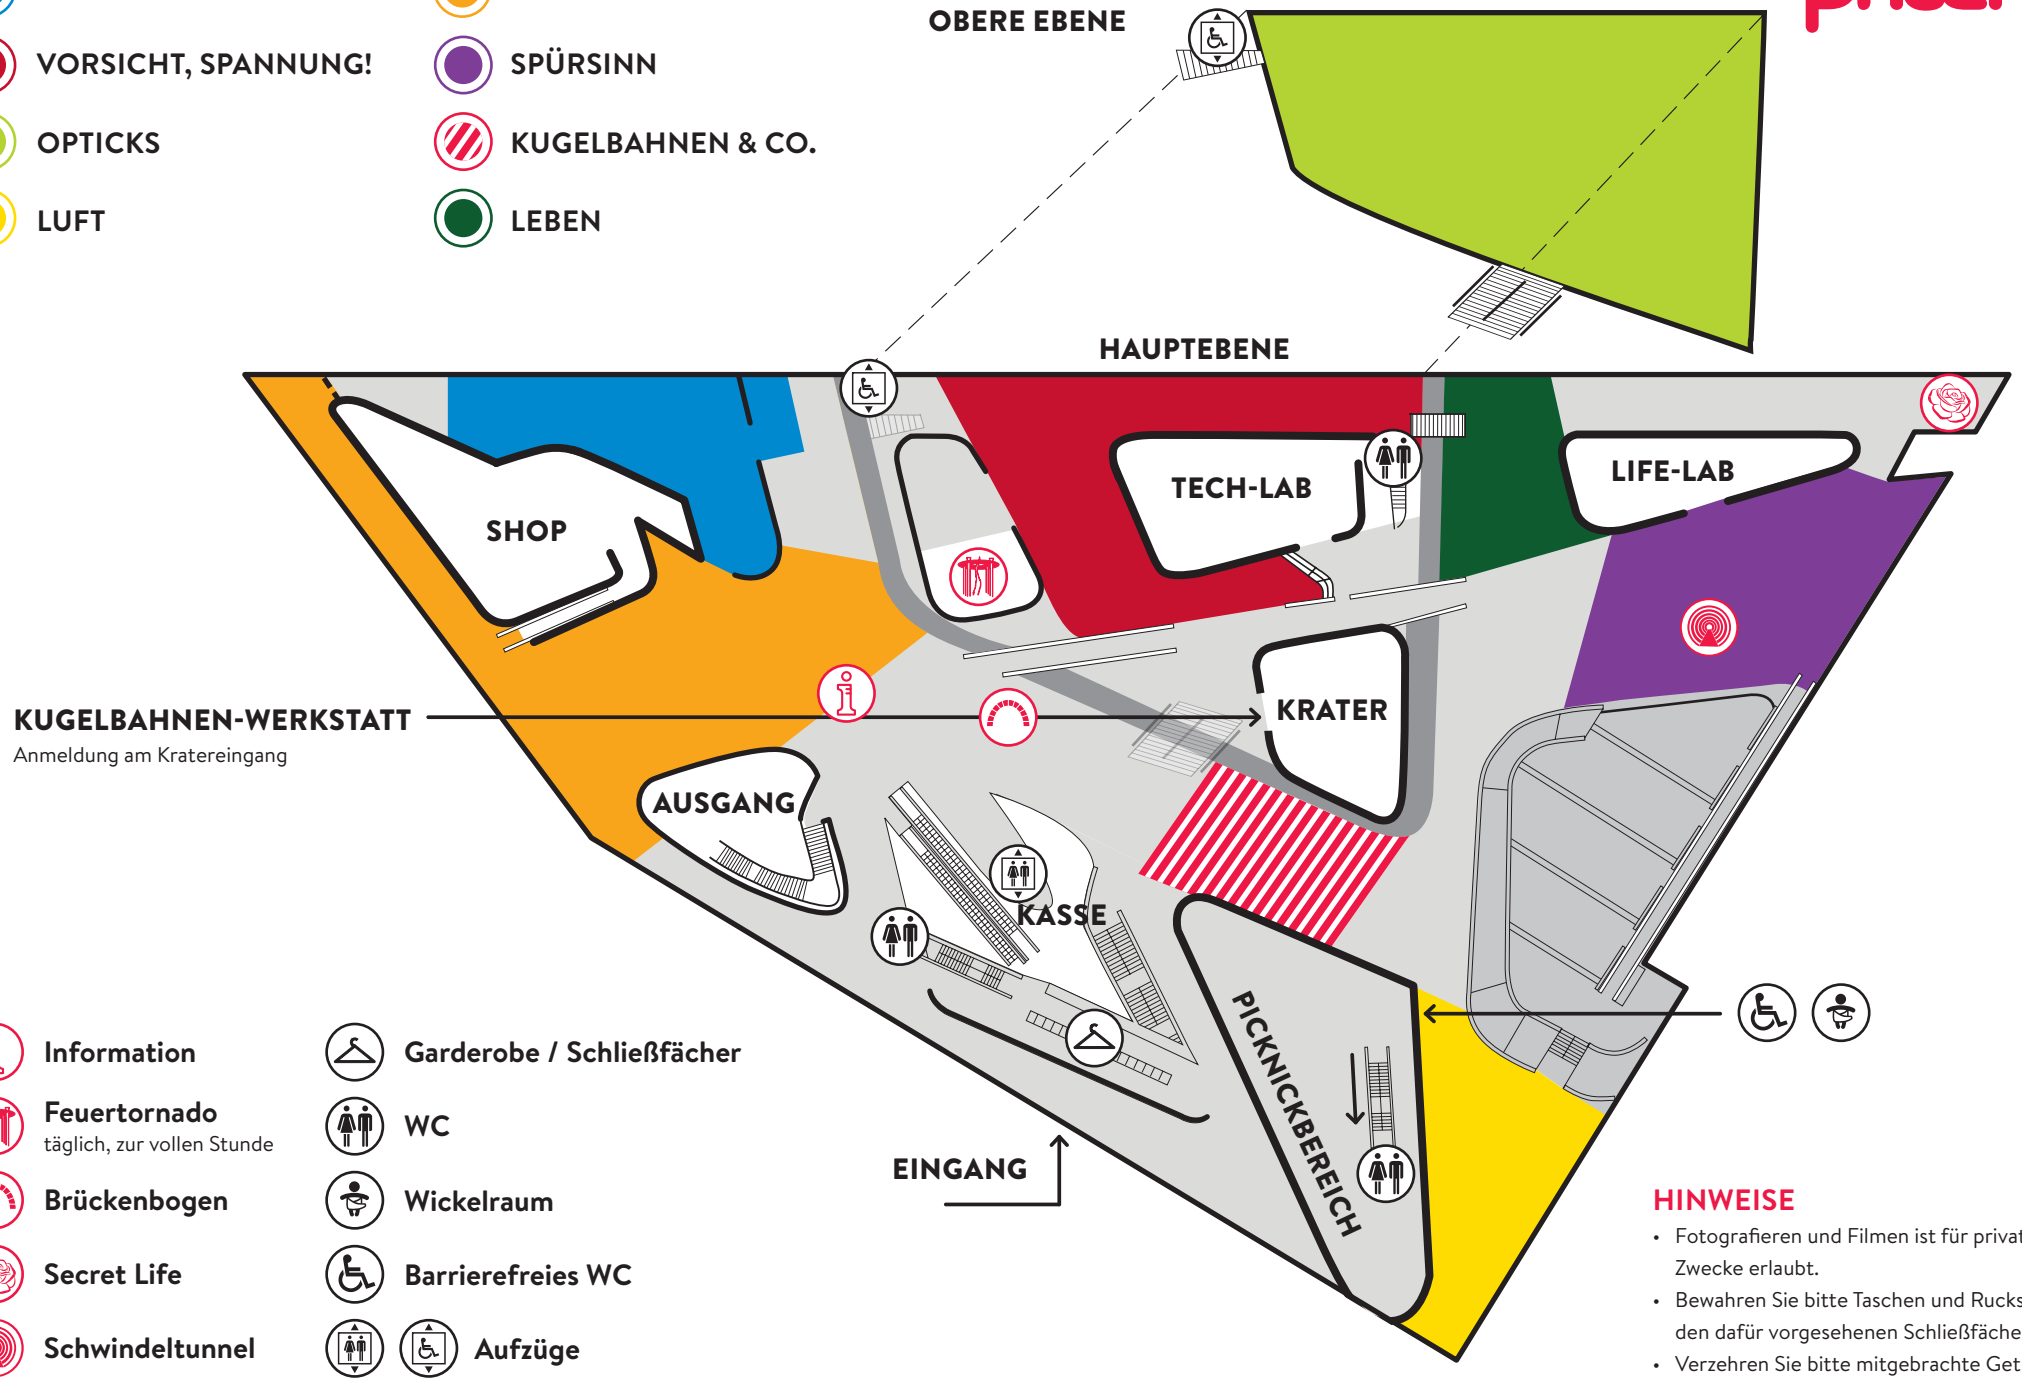 OBERE EBENE
VORSICHT, SPANNUNG!
SPÜRSINN
OPTICKS
KUGELBAHNEN & CO.
LUFT
LEBEN
HAUPTEBENE
TECH-LAB
LIFE-LAB
SHOP
KUGELBAHNEN-WERKSTATT
Anmeldung am Kratereingang
KRATER
AUSGANG
KASSE
PICKNICKBEREICH
EINGANG
Information
Garderobe / Schließfächer
Feuertornado
täglich, zur vollen Stunde
WC
Brückenbogen
Wickelraum
Secret Life
Barrierefreies WC
Schwindeltunnel
Aufzüge
HINWEISE
• Fotografieren und Filmen ist für privat
Zwecke erlaubt.
• Bewahren Sie bitte Taschen und Rucks
den dafür vorgesehenen Schließfäche
• Verzehren Sie bitte mitgebrachte Get